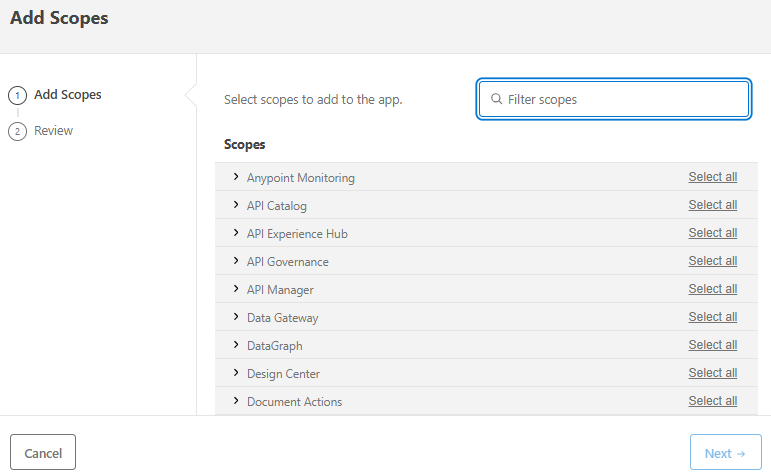 Add Scopes
1 Add Scopes
2 Review
Select scopes to add to the app.
Filter scopes
Scopes
Anypoint Monitoring Select all
API Catalog Select all
API Experience Hub Select all
API Governance Select all
API Manager Select all
Data Gateway Select all
DataGraph Select all
Design Center Select all
Document Actions Select all
Cancel
Next →